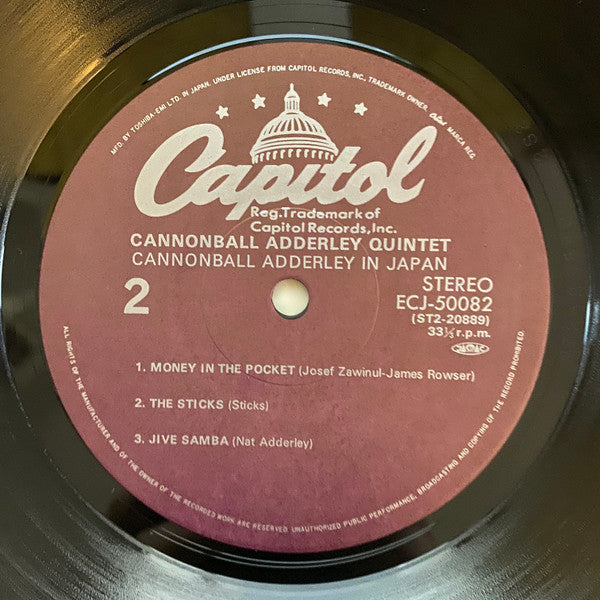 MFD. BY TOSHIBA-EMI LTD. IN JAPAN. UNDER LICENSE FROM CAPITOL RECORDS, INC., TRADEMARK OWNER. Capitol MARCA REG.
Capitol
Reg.Trademark of
Capitol Records,Inc.
CANNONBALL ADDERLEY QUINTET
CANNONBALL ADDERLEY IN JAPAN
2
STEREO
ECJ-50082
(ST2-20889)
33⅓ r.p.m.
JASRAC
1. MONEY IN THE POCKET (Josef Zawinul-James Rowser)
2. THE STICKS (Sticks)
3. JIVE SAMBA (Nat Adderley)
ALL RIGHTS OF THE MANUFACTURER AND OF THE OWNER OF THE RECORDED WORK ARE RESERVED. UNAUTHORIZED PUBLIC PERFORMANCE, BROADCASTING AND COPYING OF THE RECORD PROHIBITED.